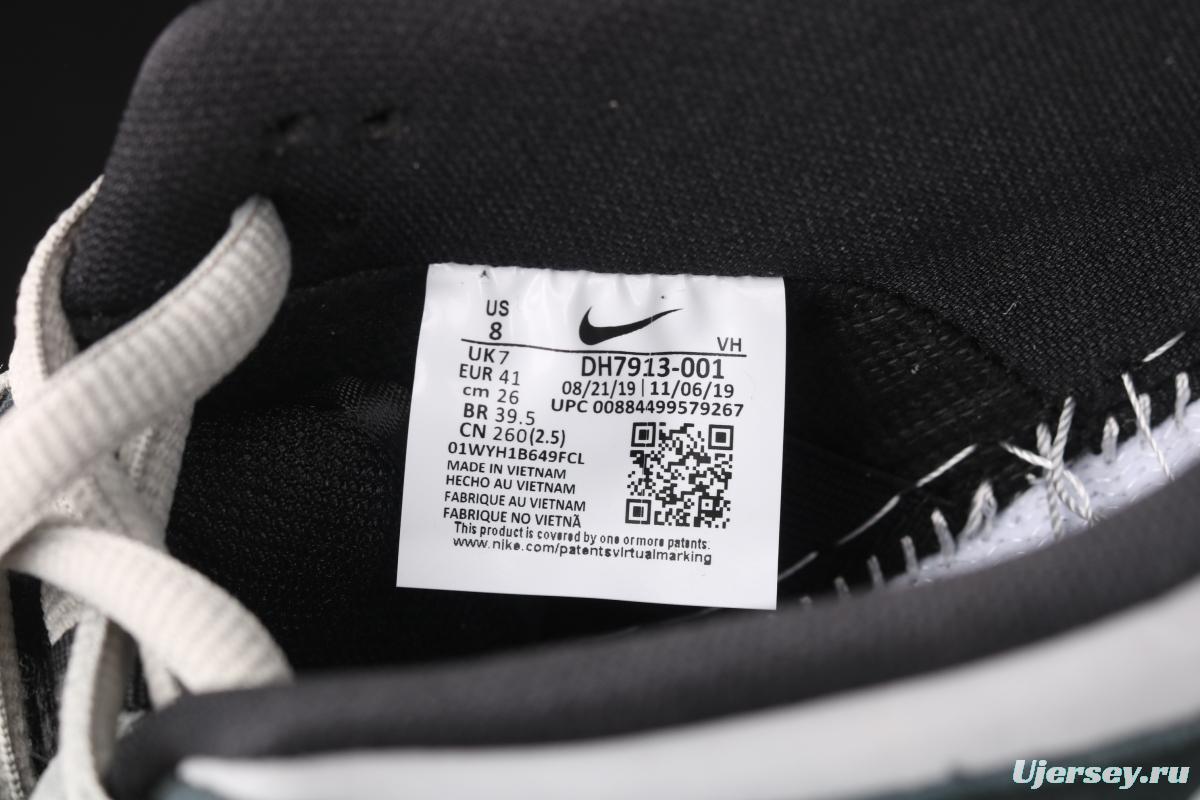 US
8
VH
UK 7
EUR 41
cm 26
BR 39.5
CN 260(2.5)
DH7913-001
08/21/19 | 11/06/19
UPC 00884499579267
01WYH1B649FCL
MADE IN VIETNAM
HECHO AU VIETNAM
FABRIQUE AU VIETNAM
FABRIQUE NO VIETNÃ
This product is covered by one or more patents:
www.nike.com/patentsvlrtualmarking
Ujersey.ru